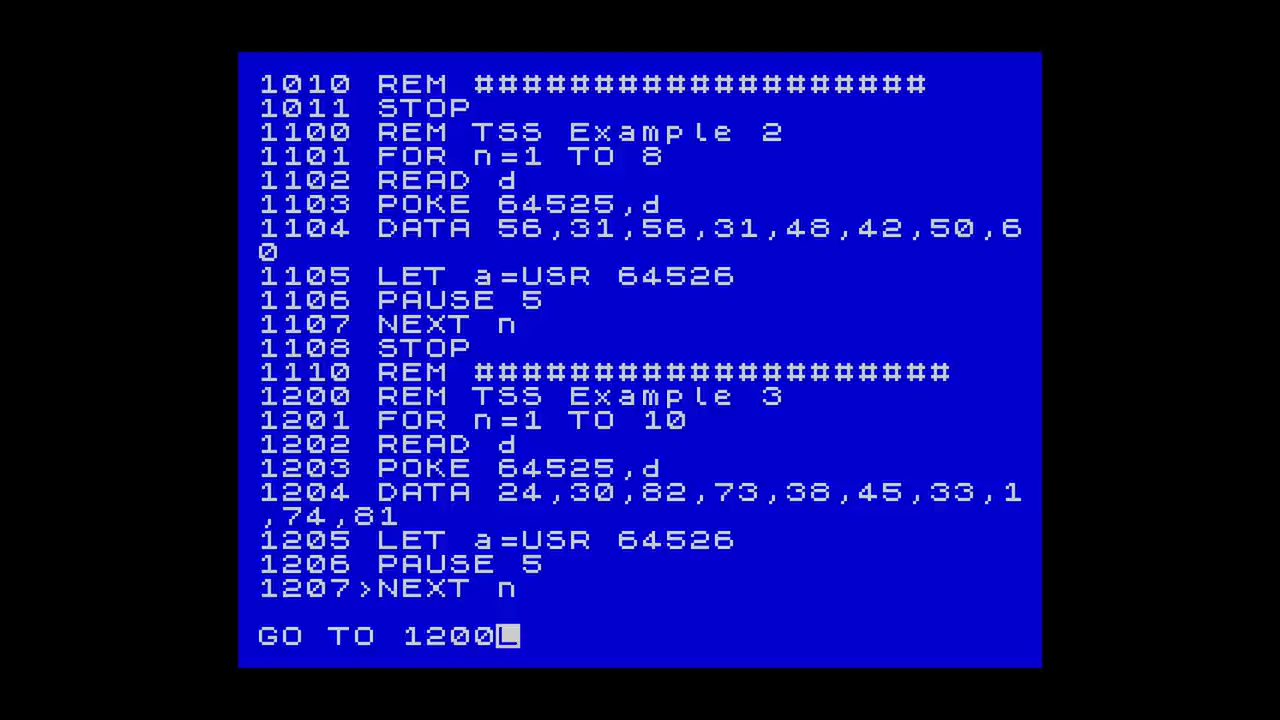 1010 REM ###################
1011 STOP
1100 REM TSS Example 2
1101 FOR n=1 TO 8
1102 READ d
1103 POKE 64525,d
1104 DATA 56,31,56,31,48,42,50,6
0
1105 LET a=USR 64526
1106 PAUSE 5
1107 NEXT n
1108 STOP
1110 REM ####################
1200 REM TSS Example 3
1201 FOR n=1 TO 10
1202 READ d
1203 POKE 64525,d
1204 DATA 24,30,82,73,38,45,33,1
,74,81
1205 LET a=USR 64526
1206 PAUSE 5
1207>NEXT n
GO TO 1200L